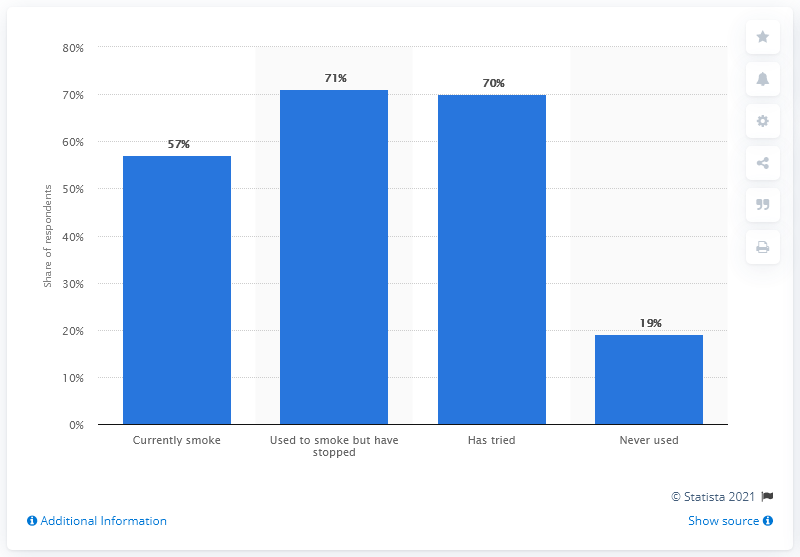 80%
70%
60%
50%
40%
30%
20%
10%
0%
Share of respondents
57%
71%
70%
19%
Currently smoke
Used to smoke but have
stopped
Has tried
Never used
© Statista 2021
Additional Information
Show source